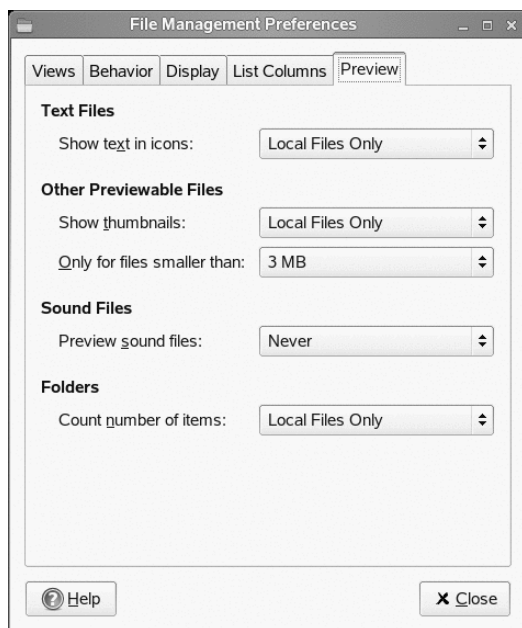 File Management Preferences
Views Behavior Display List Columns Preview
Text Files
Show text in icons: Local Files Only
Other Previewable Files
Show thumbnails: Local Files Only
Only for files smaller than: 3 MB
Sound Files
Preview sound files: Never
Folders
Count number of items: Local Files Only
Help Close